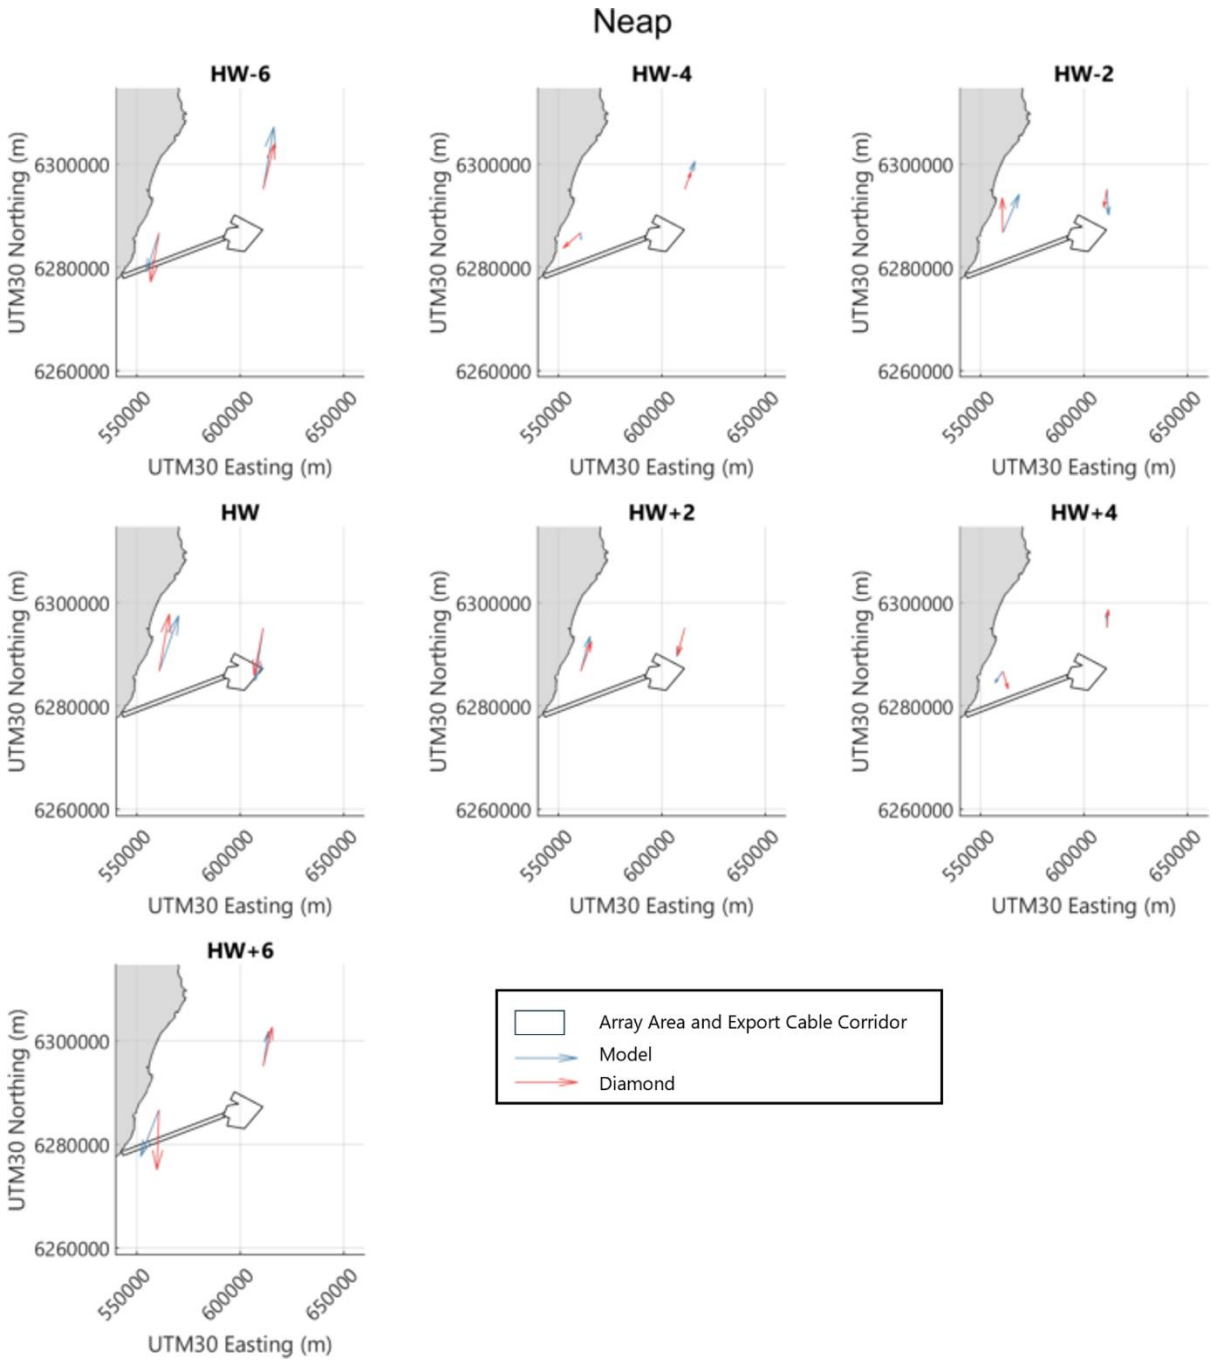 Neap
HW-6
HW-4
HW-2
UTM30 Northing (m)
6300000
6280000
6260000
550000
600000
650000
UTM30 Easting (m)
UTM30 Northing (m)
6300000
6280000
6260000
550000
600000
650000
UTM30 Easting (m)
UTM30 Northing (m)
6300000
6280000
6260000
550000
600000
650000
UTM30 Easting (m)
HW
HW+2
HW+4
UTM30 Northing (m)
6300000
6280000
6260000
550000
600000
650000
UTM30 Easting (m)
UTM30 Northing (m)
6300000
6280000
6260000
550000
600000
650000
UTM30 Easting (m)
UTM30 Northing (m)
6300000
6280000
6260000
550000
600000
650000
UTM30 Easting (m)
HW+6
UTM30 Northing (m)
6300000
6280000
6260000
550000
600000
650000
UTM30 Easting (m)
Array Area and Export Cable Corridor
Model
Diamond